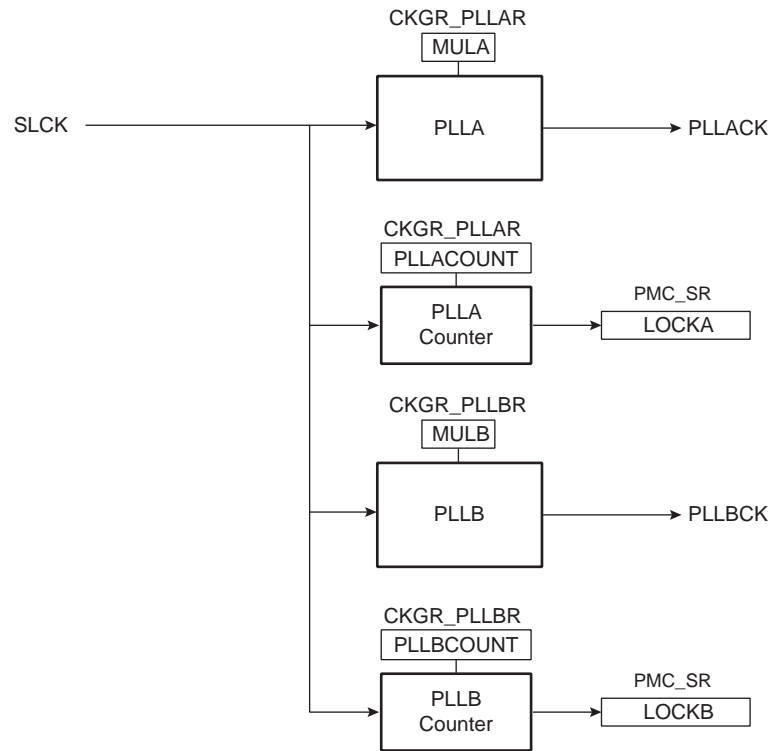 CKGR_PLLAR
MULA
SLCK
PLLA
PLLACK
CKGR_PLLAR
PLLACOUNT
PLLA
Counter
PMC_SR
LOCKA
CKGR_PLLBR
MULB
PLLB
PLLBCK
CKGR_PLLBR
PLLBCOUNT
PLLB
Counter
PMC_SR
LOCKB